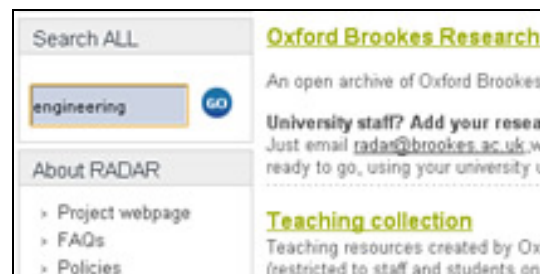 Search ALL
engineering
GO
About RADAR
Project webpage
FAQs
Policies
Oxford Brookes Research
An open archive of Oxford Brookes
University staff? Add your resea
Just email radar@brookes.ac.uk w
ready to go, using your university u
Teaching collection
Teaching resources created by Ox
(restricted to staff and students on